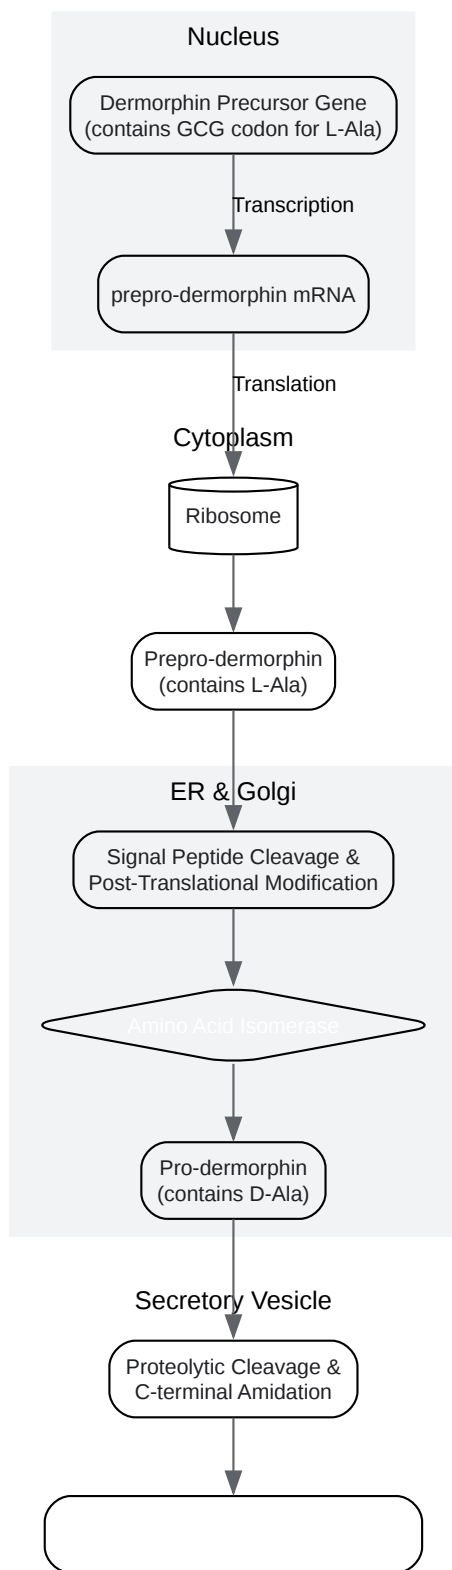 Nucleus
Dermorphin Precursor Gene
(contains GCG codon for L-Ala)
Transcription
prepro-dermorphin mRNA
Translation
Cytoplasm
Ribosome
Prepro-dermorphin
(contains L-Ala)
ER & Golgi
Signal Peptide Cleavage &
Post-Translational Modification
Amino Acid Isomerase
Pro-dermorphin
(contains D-Ala)
Secretory Vesicle
Proteolytic Cleavage &
C-terminal Amidation